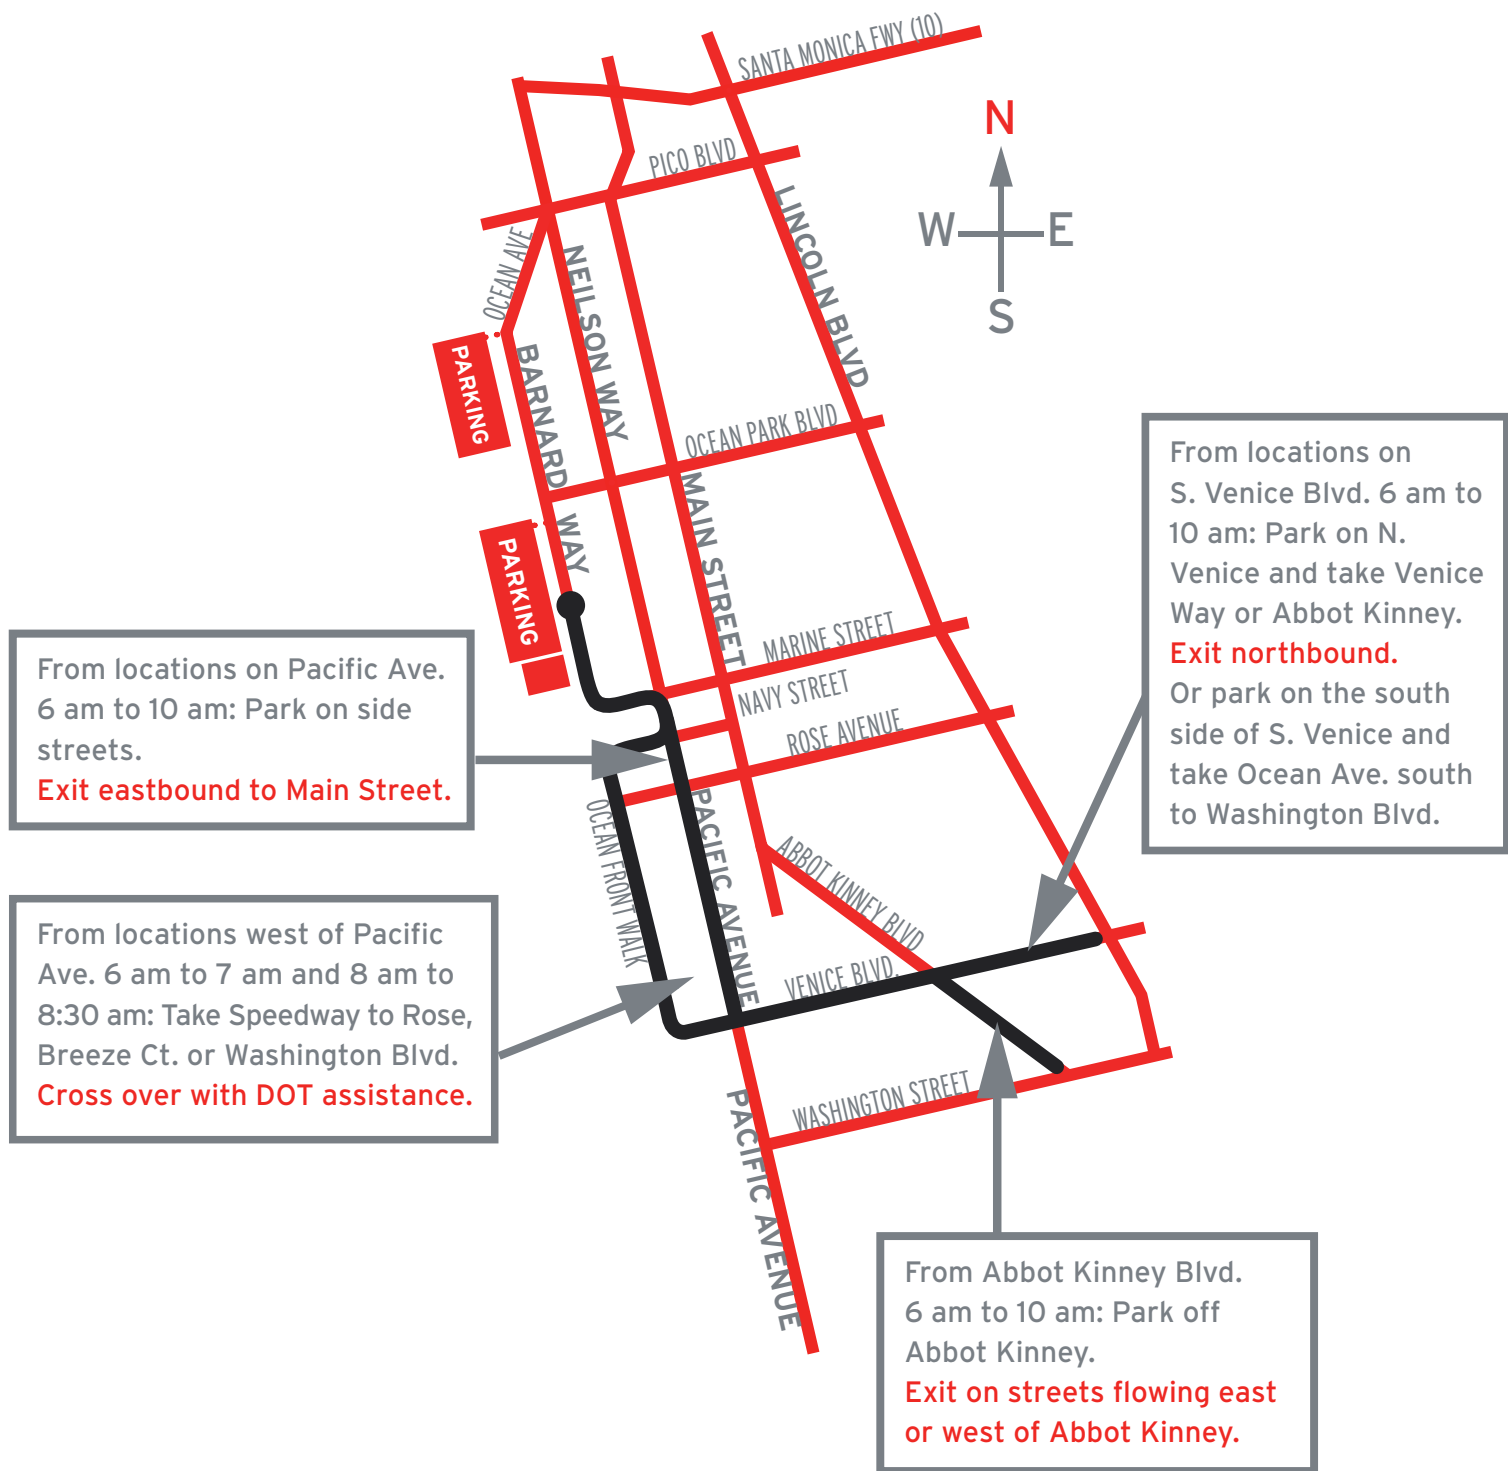 SANTA MONICA FWY (10)
N
W E
S
PICO BLVD
LINCOLN BLVD
OCEAN AVE
NEILSON WAY
PARKING
BARNARD WAY
OCEAN PARK BLVD
MAIN STREET
PARKING
MARINE STREET
NAVY STREET
ROSE AVENUE
From locations on
S. Venice Blvd. 6 am to
10 am: Park on N.
Venice and take Venice
Way or Abbot Kinney.
Exit northbound.
Or park on the south
side of S. Venice and
take Ocean Ave. south
to Washington Blvd.
From locations on Pacific Ave.
6 am to 10 am: Park on side
streets.
Exit eastbound to Main Street.
OCEAN FRONT WALK
PACIFIC AVENUE
ABBOT KINNEY BLVD
VENICE BLVD.
From locations west of Pacific
Ave. 6 am to 7 am and 8 am to
8:30 am: Take Speedway to Rose,
Breeze Ct. or Washington Blvd.
Cross over with DOT assistance.
WASHINGTON STREET
PACIFIC AVENUE
From Abbot Kinney Blvd.
6 am to 10 am: Park off
Abbot Kinney.
Exit on streets flowing east
or west of Abbot Kinney.